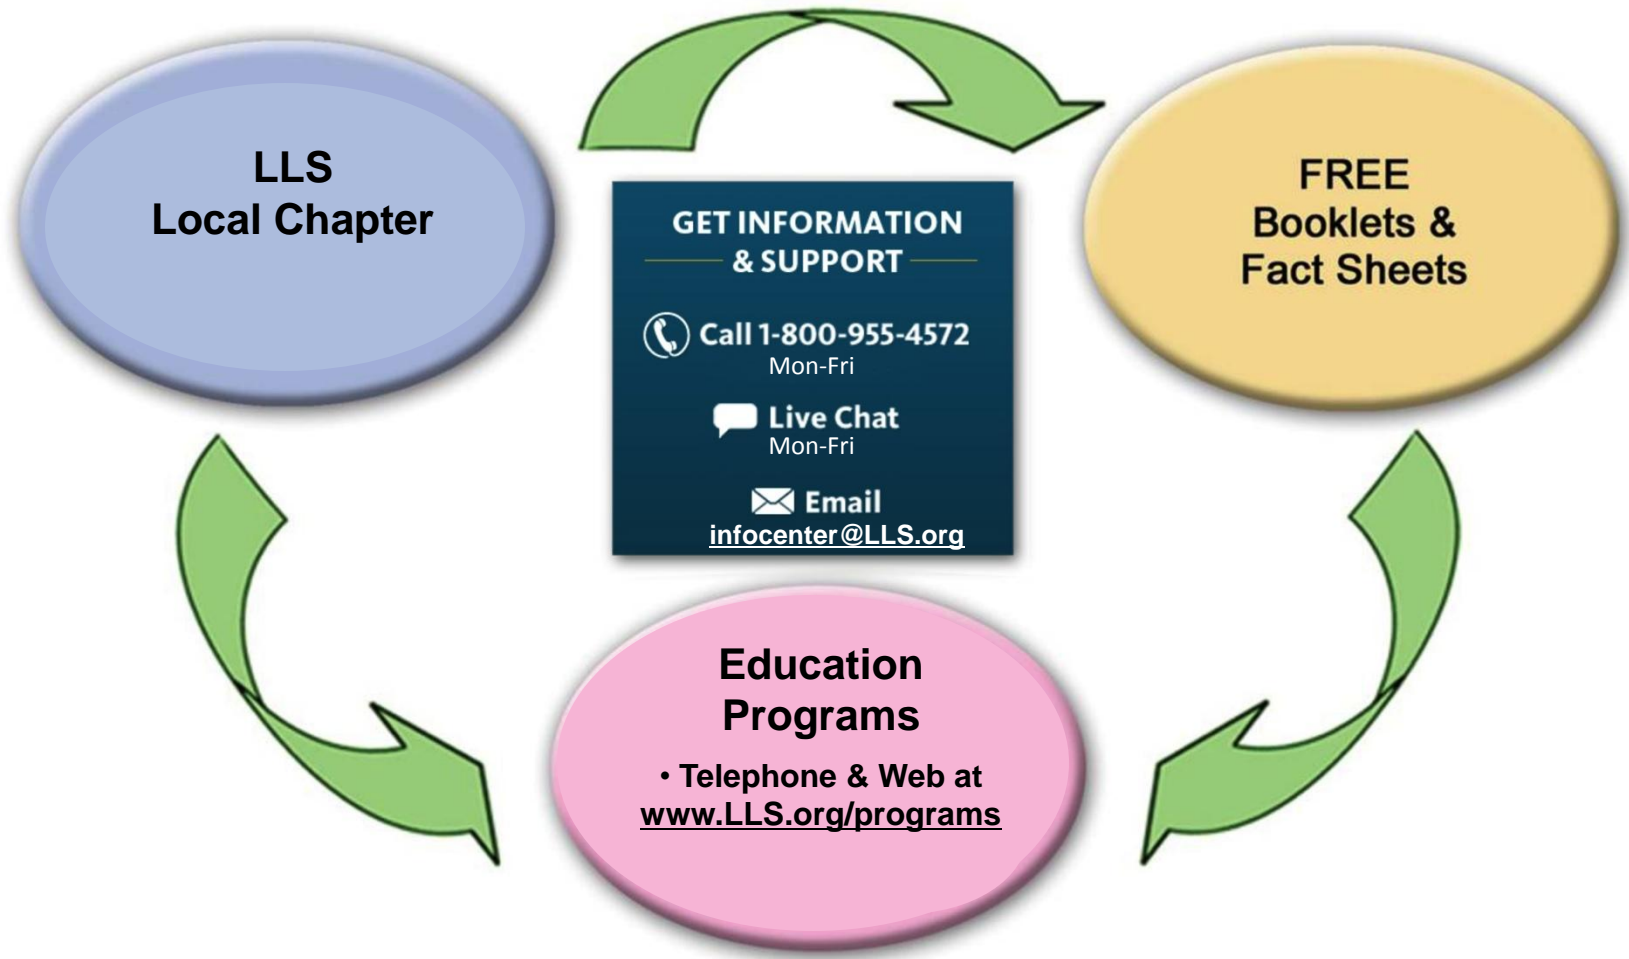 LLS
Local Chapter
GET INFORMATION
& SUPPORT
Call 1-800-955-4572
Mon-Fri
Live Chat
Mon-Fri
Email
infocenter@LLS.org
FREE
Booklets &
Fact Sheets
Education
Programs
• Telephone & Web at
www.LLS.org/programs